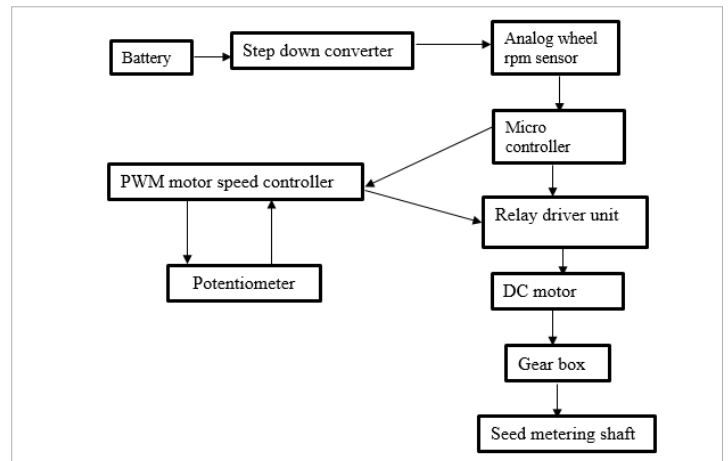 Battery
Step down converter
Analog wheel
rpm sensor
Micro
controller
PWM motor speed controller
Relay driver unit
Potentiometer
DC motor
Gear box
Seed metering shaft